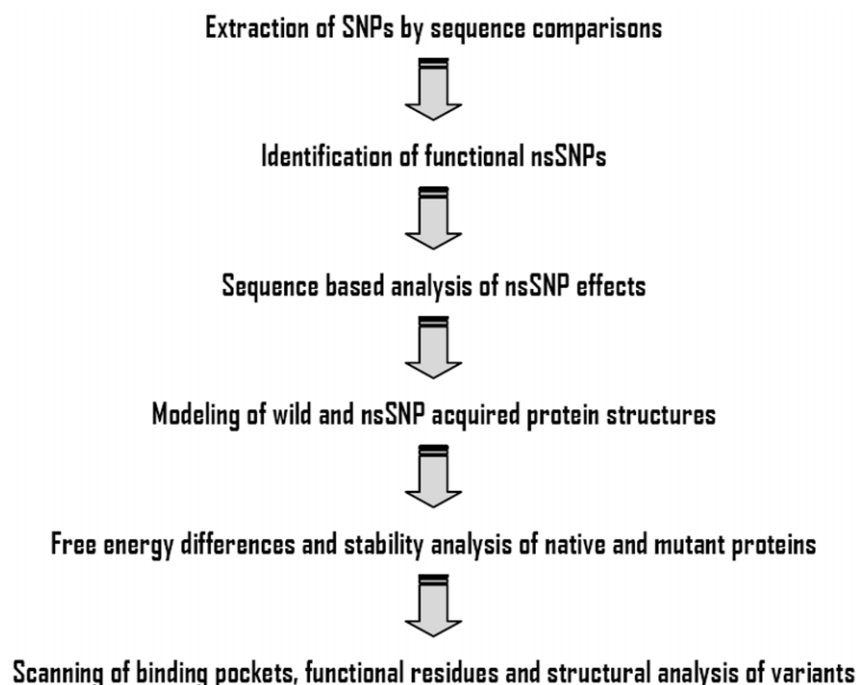 Extraction of SNPs by sequence comparisons
Identification of functional nsSNPs
Sequence based analysis of nsSNP effects
Modeling of wild and nsSNP acquired protein structures
Free energy differences and stability analysis of native and mutant proteins
Scanning of binding pockets, functional residues and structural analysis of variants